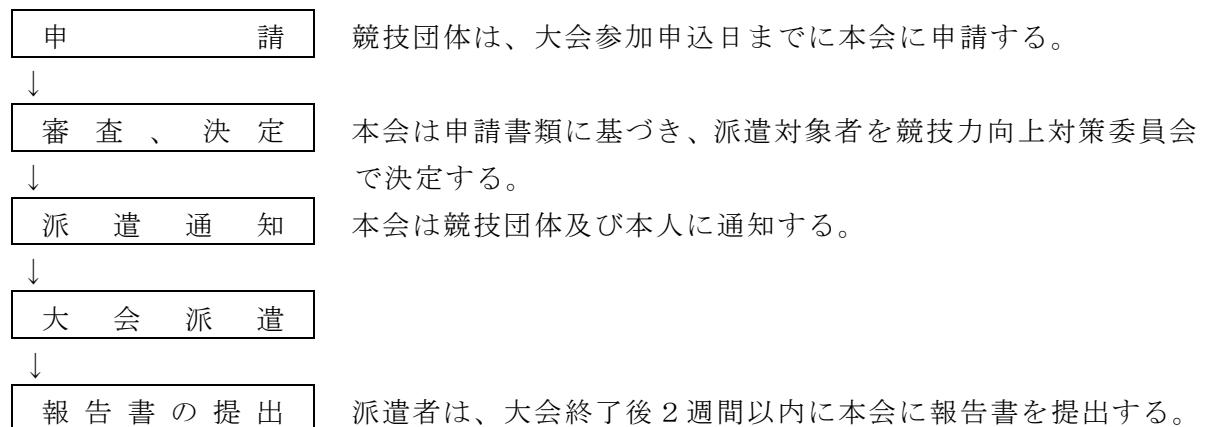 申請 競技団体は、大会参加申込日までに本会に申請する。
↓
審査、決定 本会は申請書類に基づき、派遣対象者を競技力向上対策委員会
↓ で決定する。
派遣通知 本会は競技団体及び本人に通知する。
↓
大会派遣
↓
報告書の提出 派遣者は、大会終了後2週間以内に本会に報告書を提出する。